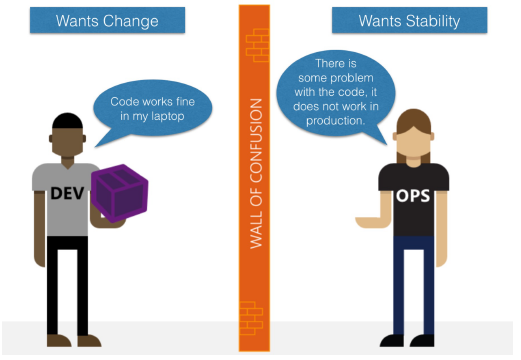 Wants Change
Wants Stability
Code works fine
in my laptop
There is
some problem
with the code, it
does not work in
production.
WALL OF CONFUSION
DEV
OPS